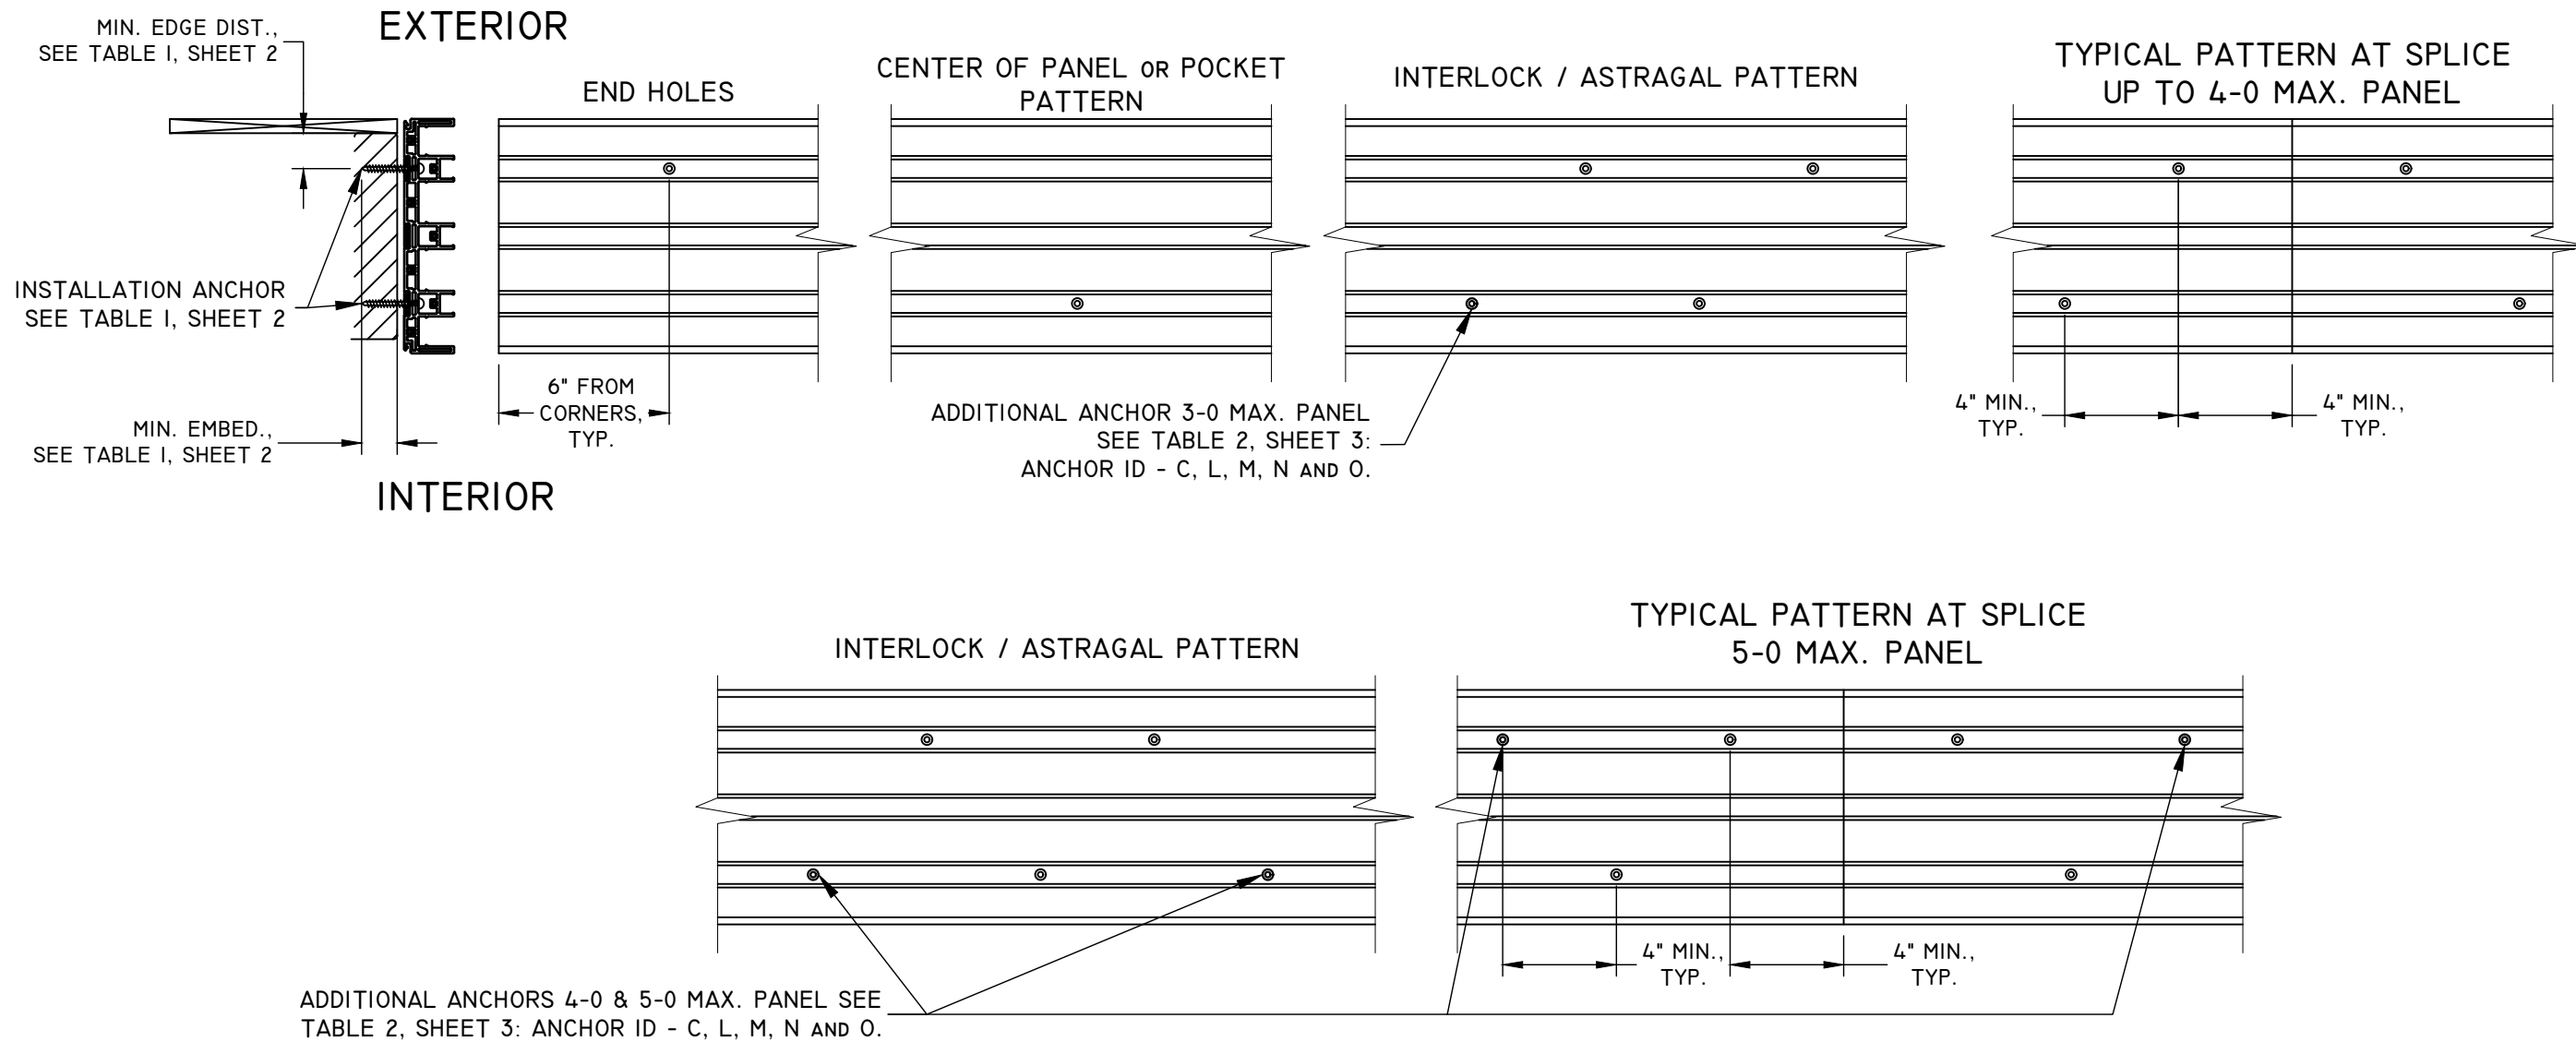 MIN. EDGE DIST.,
SEE TABLE 1, SHEET 2
EXTERIOR
END HOLES
CENTER OF PANEL OR POCKET
PATTERN
INTERLOCK / ASTRAGAL PATTERN
TYPICAL PATTERN AT SPLICE
UP TO 4-0 MAX. PANEL
INSTALLATION ANCHOR
SEE TABLE 1, SHEET 2
MIN. EMBED.,
SEE TABLE 1, SHEET 2
INTERIOR
6" FROM
CORNERS,
TYP.
ADDITIONAL ANCHOR 3-0 MAX. PANEL
SEE TABLE 2, SHEET 3:
ANCHOR ID - C, L, M, N AND O.
4" MIN.,
TYP.
4" MIN.,
TYP.
INTERLOCK / ASTRAGAL PATTERN
TYPICAL PATTERN AT SPLICE
5-0 MAX. PANEL
4" MIN.,
TYP.
4" MIN.,
TYP.
ADDITIONAL ANCHORS 4-0 & 5-0 MAX. PANEL SEE
TABLE 2, SHEET 3: ANCHOR ID - C, L, M, N AND O.